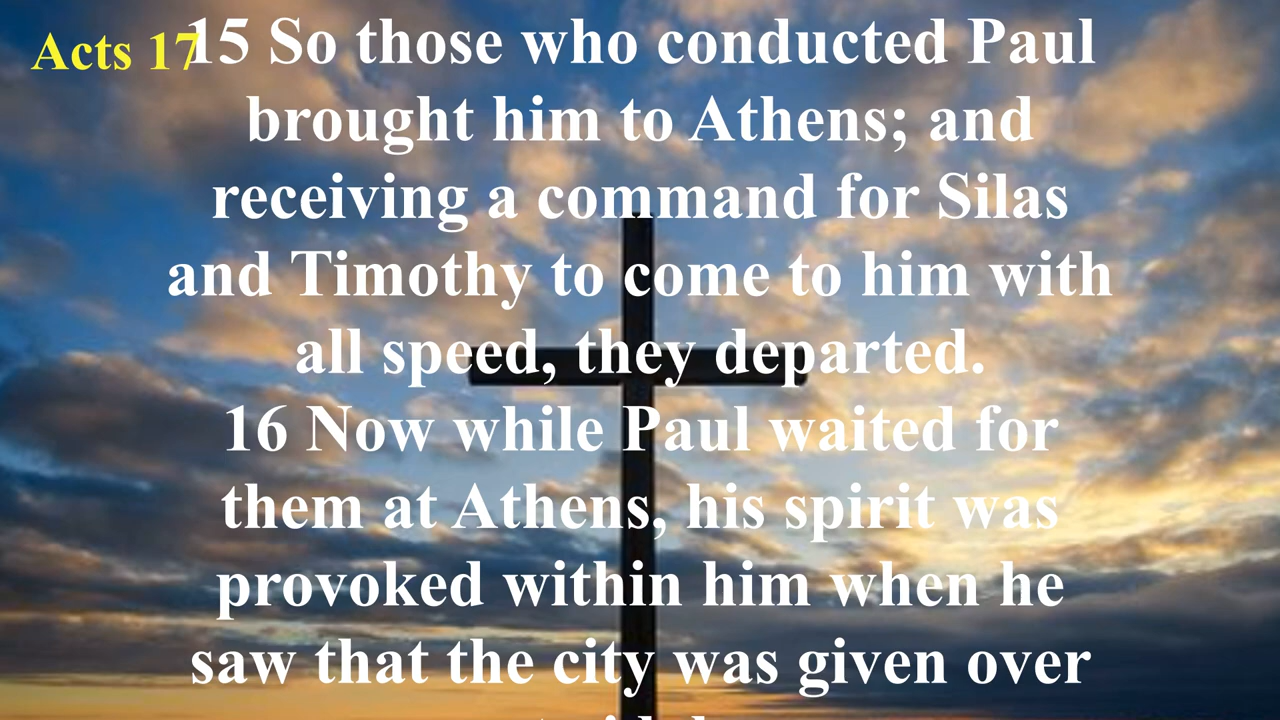 Acts 17
15 So those who conducted Paul
brought him to Athens; and
receiving a command for Silas
and Timothy to come to him with
all speed, they departed.
16 Now while Paul waited for
them at Athens, his spirit was
provoked within him when he
saw that the city was given over